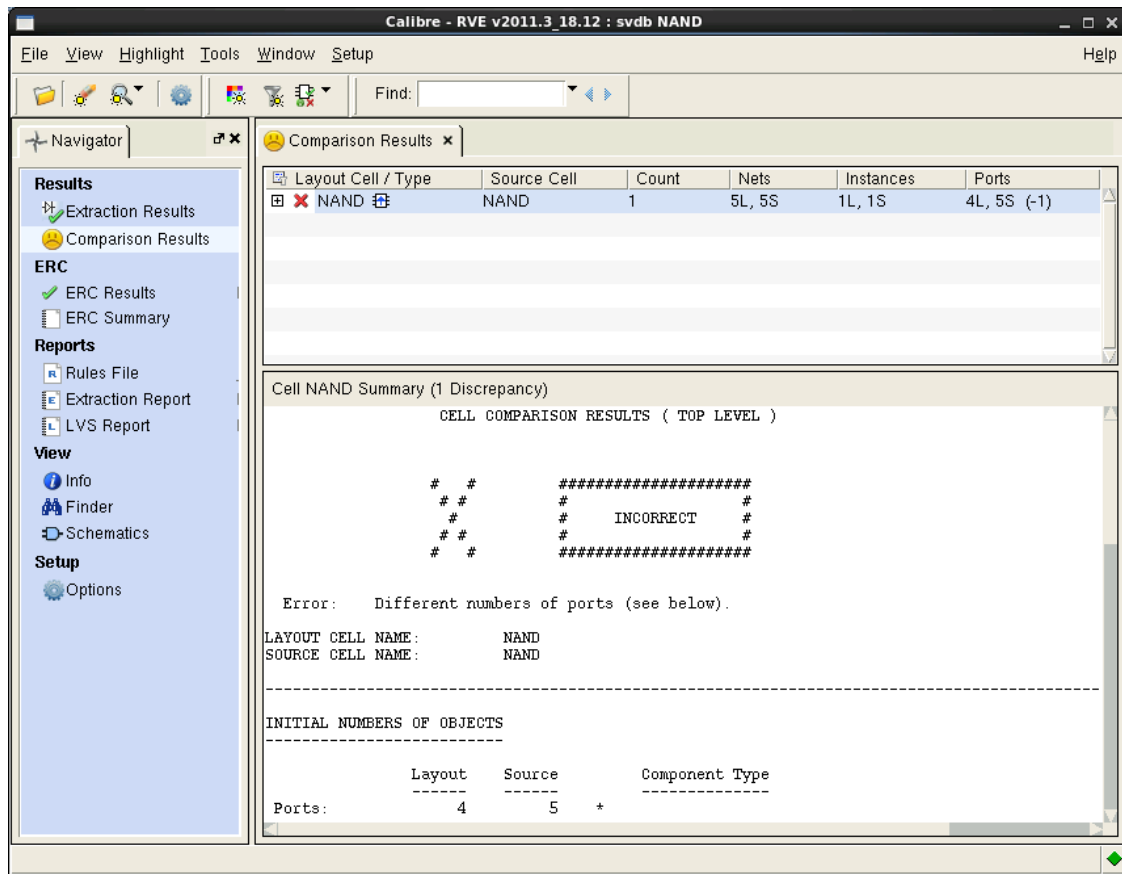 Calibre - RVE v2011.3_18.12 : svdb NAND
File View Highlight Tools Window Setup Help
Find:
Navigator
Results
Extraction Results
Comparison Results
ERC
ERC Results
ERC Summary
Reports
Rules File
Extraction Report
LVS Report
View
Info
Finder
Schematics
Setup
Options
Comparison Results
Layout Cell / Type Source Cell Count Nets Instances Ports
NAND NAND 1 5L, 5S 1L, 1S 4L, 5S (-1)
Cell NAND Summary (1 Discrepancy)
CELL COMPARISON RESULTS ( TOP LEVEL )
# # #####################
# # # #
# # INCORRECT #
# # # #
# # #####################
Error: Different numbers of ports (see below).
LAYOUT CELL NAME: NAND
SOURCE CELL NAME: NAND
--------------------------------------------------------------------------------
INITIAL NUMBERS OF OBJECTS
--------------------------
Layout Source Component Type
------ ------ --------------
Ports: 4 5 *